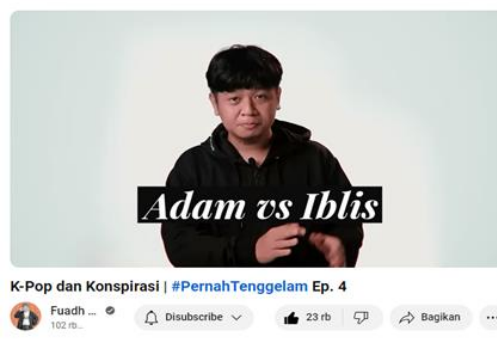 Adam vs Iblis
K-Pop dan Konspirasi | #PernahTenggelam Ep. 4
Fuadh ...
102 rb...
Disubscribe
23 rb
Bagikan